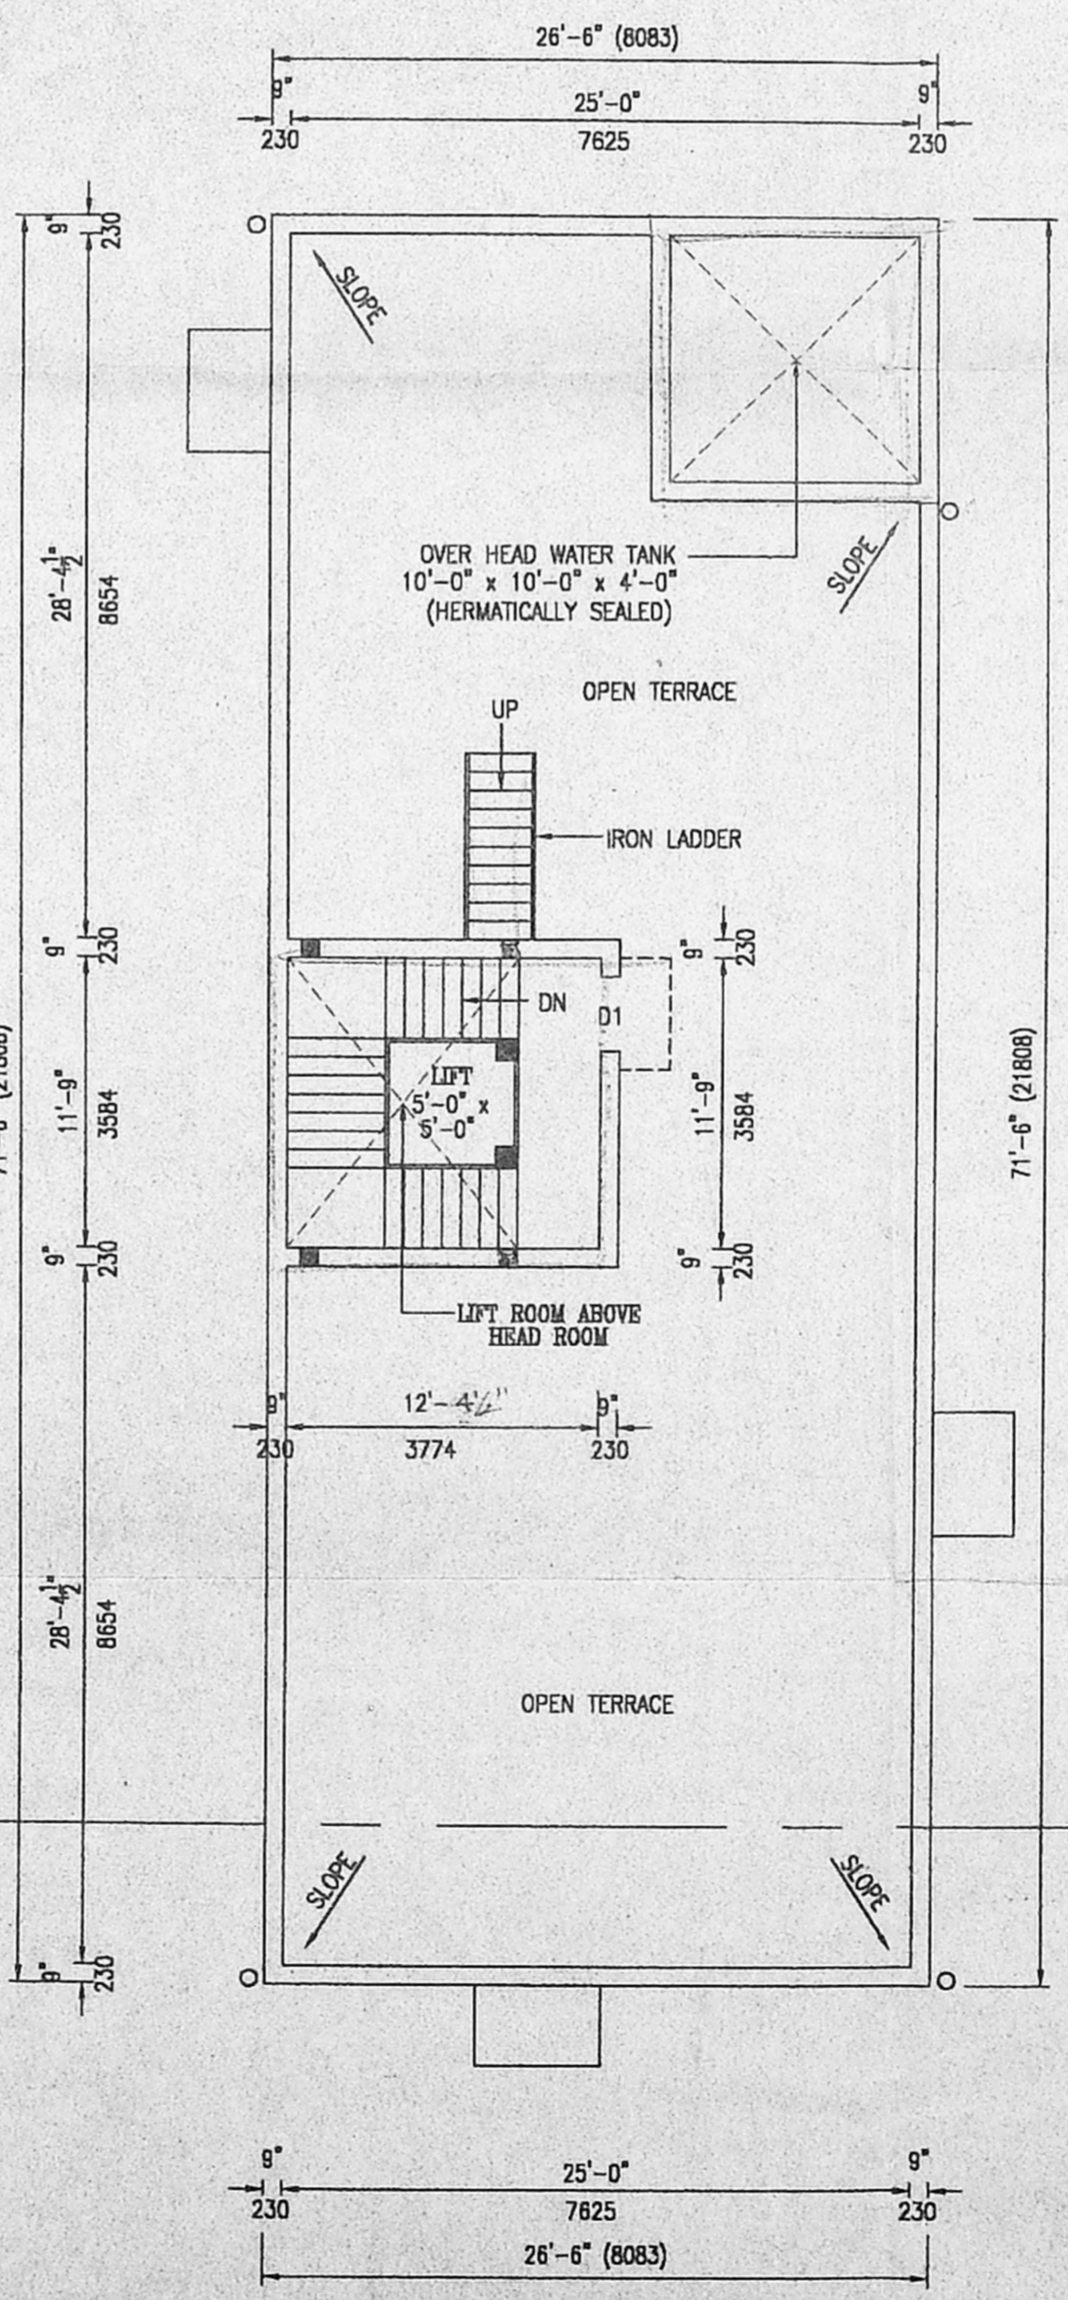 26'-6" (8083)
9"
25'-0"
9"
230
7625
230
9"
230
SLOPE
28'-4½"
8654
OVER HEAD WATER TANK
10'-0" x 10'-0" x 4'-0"
(HERMATICALLY SEALED)
SLOPE
OPEN TERRACE
UP
IRON LADDER
9"
230
9"
230
DN
D1
LIFT
5'-0" x
5'-0"
11'-9"
3584
11'-9"
3584
71'-6" (21808)
9"
230
9"
230
LIFT ROOM ABOVE
HEAD ROOM
9"
12'-
9"
230
3774
230
28'-4½"
8654
OPEN TERRACE
SLOPE
SLOPE
9"
230
9"
25'-0"
9"
230
7625
230
26'-6" (8083)